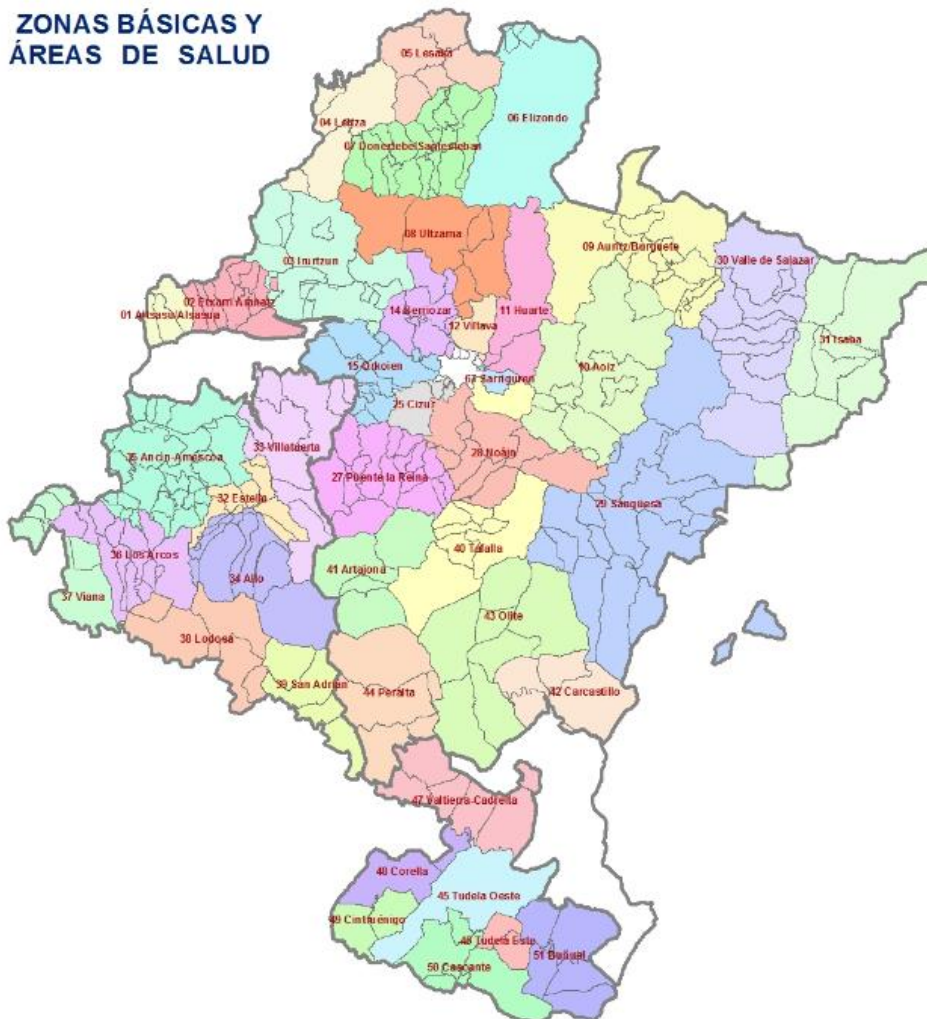 ZONAS BÁSICAS Y
ÁREAS DE SALUD
05 Lesaka
06 Elizondo
04 Leitza
07 Donezteb/Santesteban
08 Ultzama
09 Auritz/Burguete
03 Irurtzun
30 Valle de Salazar
02 Etxarri Aranatz
01 Altsasu/Alsasua
14 Berriozar
11 Huarte
12 Villava
31 Isaba
15 Orkoien
63 Sarriguren
10 Aoiz
25 Cizur
33 Villatuerta
28 Noáin
35 Ancín-Améscoa
27 Puente la Reina
32 Estella
29 Sangüesa
36 Los Arcos
40 Tafalla
41 Artajona
34 Allo
37 Viana
43 Olite
38 Lodosa
39 San Adrián
44 Peralta
42 Carcastillo
47 Valtierra-Cadreita
48 Corella
45 Tudela Oeste
49 Cintruénigo
46 Tudela Este
51 Buñuel
50 Cascante